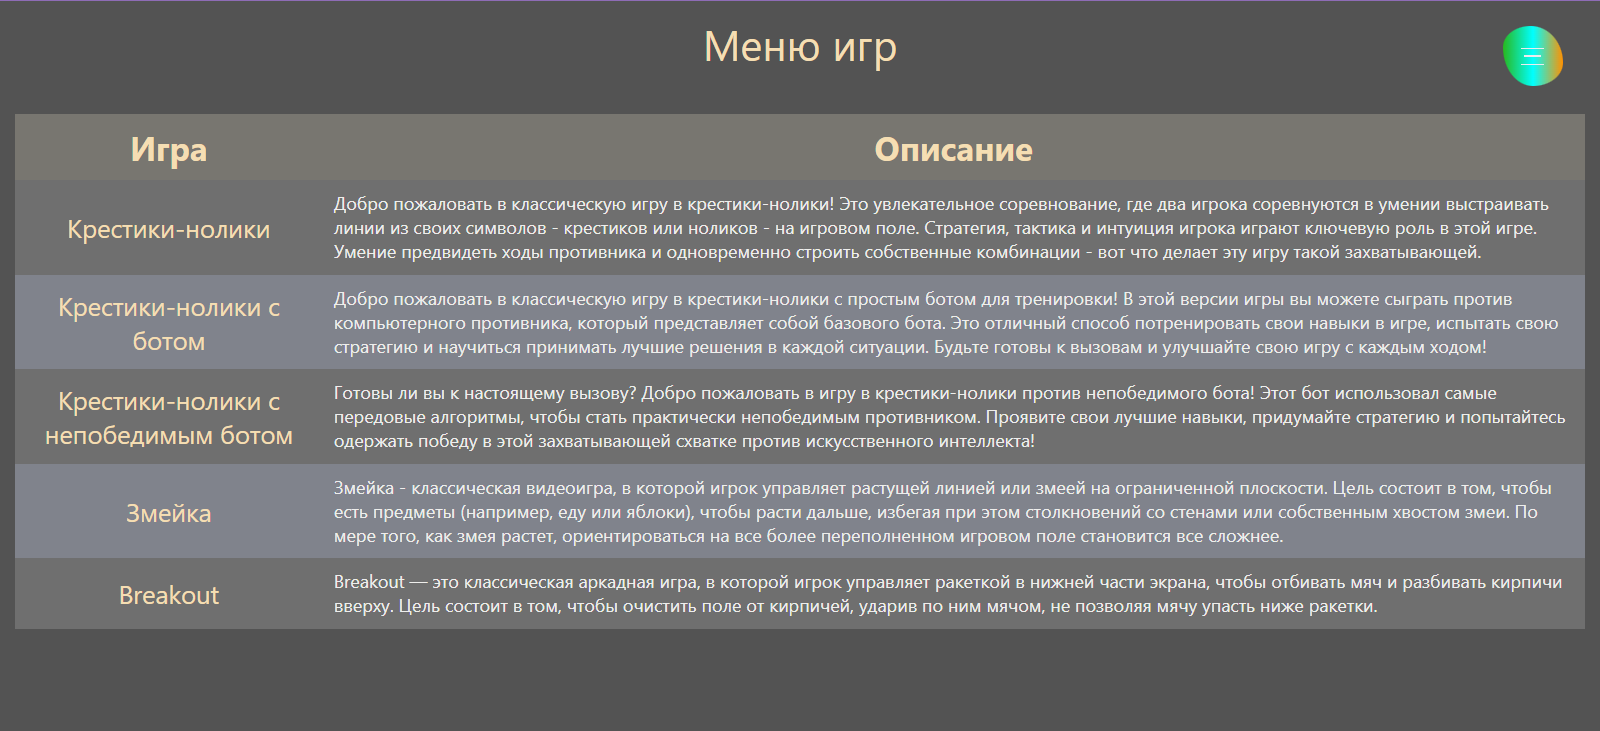 Меню игр
Игра
Описание
Крестики-нолики
Добро пожаловать в классическую игру в крестики-нолики! Это увлекательное соревнование, где два игрока соревнуются в умении выстраивать
линии из своих символов - крестиков или ноликов - на игровом поле. Стратегия, тактика и интуиция игрока играют ключевую роль в этой игре.
Умение предвидеть ходы противника и одновременно строить собственные комбинации - вот что делает эту игру такой захватывающей.
Крестики-нолики с
ботом
Добро пожаловать в классическую игру в крестики-нолики с простым ботом для тренировки! В этой версии игры вы можете сыграть против
компьютерного противника, который представляет собой базового бота. Это отличный способ потренировать свои навыки в игре, испытать свою
стратегию и научиться принимать лучшие решения в каждой ситуации. Будьте готовы к вызовам и улучшайте свою игру с каждым ходом!
Крестики-нолики с
непобедимым ботом
Готовы ли вы к настоящему вызову? Добро пожаловать в игру в крестики-нолики против непобедимого бота! Этот бот использовал самые
передовые алгоритмы, чтобы стать практически непобедимым противником. Проявите свои лучшие навыки, придумайте стратегию и попытайтесь
одержать победу в этой захватывающей схватке против искусственного интеллекта!
Змейка
Змейка - классическая видеоигра, в которой игрок управляет растущей линией или змеей на ограниченной плоскости. Цель состоит в том, чтобы
есть предметы (например, еду или яблоки), чтобы расти дальше, избегая при этом столкновений со стенами или собственным хвостом змеи. По
мере того, как змея растет, ориентироваться на все более переполненном игровом поле становится все сложнее.
Breakout
Breakout — это классическая аркадная игра, в которой игрок управляет ракеткой в нижней части экрана, чтобы отбивать мяч и разбивать кирпичи
вверху. Цель состоит в том, чтобы очистить поле от кирпичей, ударив по ним мячом, не позволяя мячу упасть ниже ракетки.